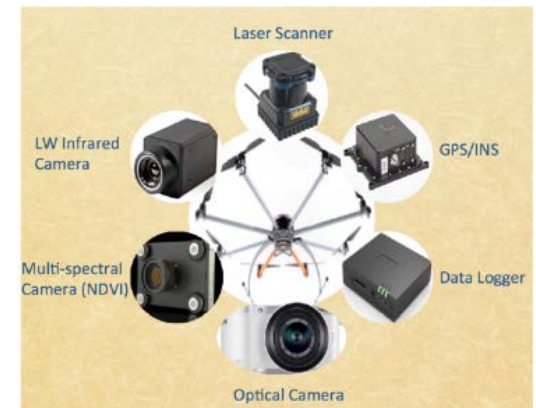 Laser Scanner
LW Infrared
Camera
GPS/INS
Multi-spectral
Camera (NDVI)
Data Logger
Optical Camera